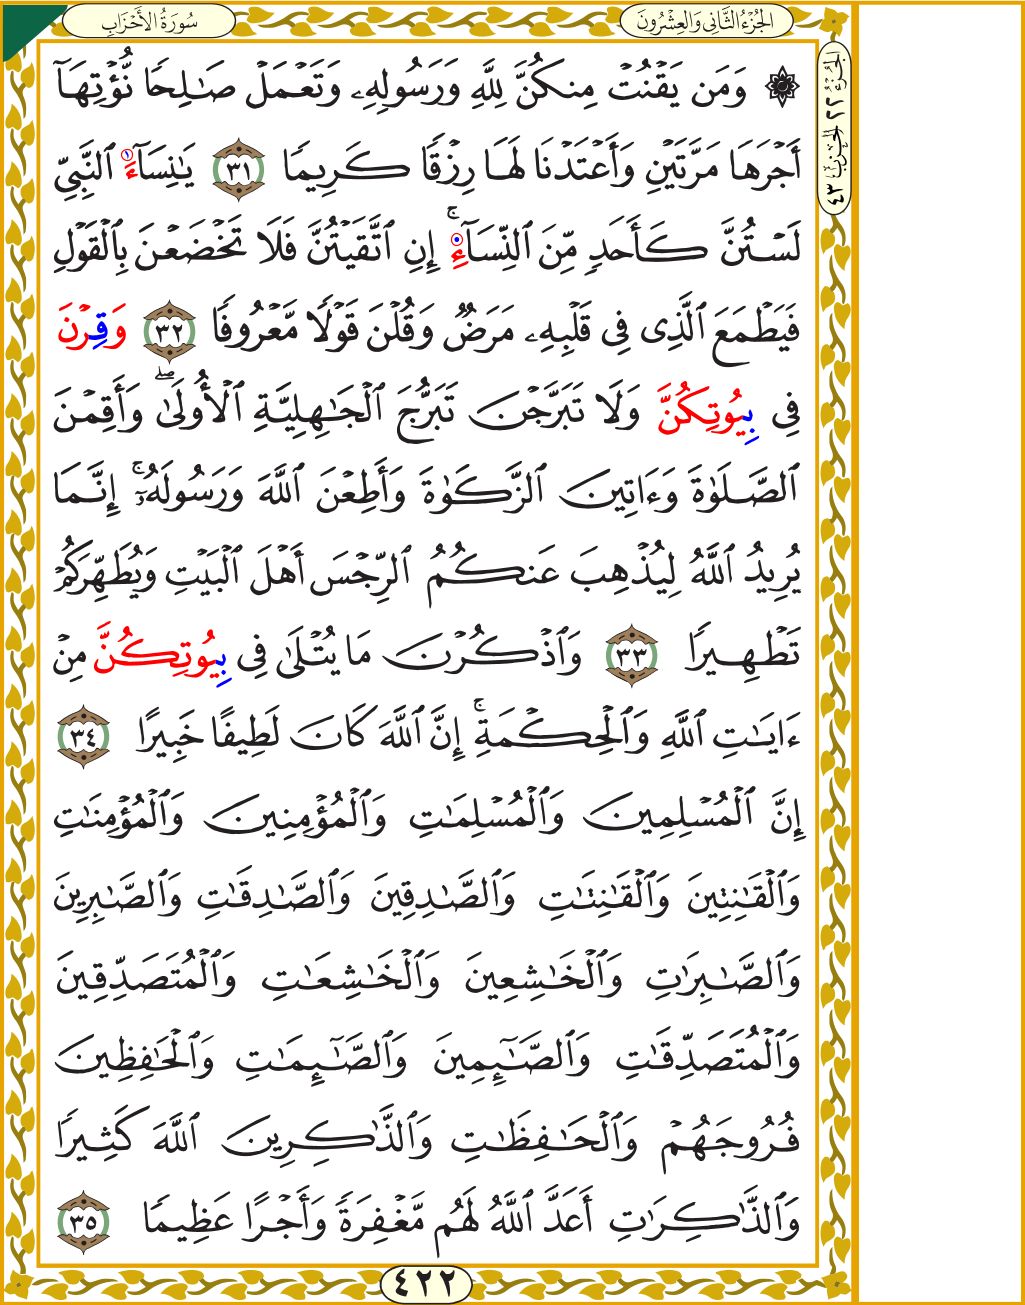 سُورَةُ الأَحْزَابِ
الجُزْءُ الثَّانِي وَالعِشْرُونَ
الجُزْءُ ٢٢ الحِزْبُ ٤٣
۞ وَمَن يَقْنُتْ مِنكُنَّ لِلَّهِ وَرَسُولِهِۦ وَتَعْمَلْ صَـٰلِحًا نُّؤْتِهَآ
أَجْرَهَا مَرَّتَيْنِ وَأَعْتَدْنَا لَهَا رِزْقًا كَرِيمًا ٣١ يَـٰنِسَآءَ ٱلنَّبِيِّ
لَسْتُنَّ كَأَحَدٍ مِّنَ ٱلنِّسَآءِ ۚ إِنِ ٱتَّقَيْتُنَّ فَلَا تَخْضَعْنَ بِٱلْقَوْلِ
فَيَطْمَعَ ٱلَّذِى فِى قَلْبِهِۦ مَرَضٌ وَقُلْنَ قَوْلًا مَّعْرُوفًا ٣٢ وَقِرْنَ
فِى بِيُوتِكُنَّ وَلَا تَبَرَّجْنَ تَبَرُّجَ ٱلْجَـٰهِلِيَّةِ ٱلْأُولَىٰ ۖ وَأَقِمْنَ
ٱلصَّلَوٰةَ وَءَاتِينَ ٱلزَّكَوٰةَ وَأَطِعْنَ ٱللَّهَ وَرَسُولَهُۥٓ ۚ إِنَّمَا
يُرِيدُ ٱللَّهُ لِيُذْهِبَ عَنكُمُ ٱلرِّجْسَ أَهْلَ ٱلْبَيْتِ وَيُطَهِّرَكُمْ
تَطْهِيرًا ٣٣ وَٱذْكُرْنَ مَا يُتْلَىٰ فِى بِيُوتِكُنَّ مِنْ
ءَايَـٰتِ ٱللَّهِ وَٱلْحِكْمَةِ ۚ إِنَّ ٱللَّهَ كَانَ لَطِيفًا خَبِيرًا ٣٤
إِنَّ ٱلْمُسْلِمِينَ وَٱلْمُسْلِمَـٰتِ وَٱلْمُؤْمِنِينَ وَٱلْمُؤْمِنَـٰتِ
وَٱلْقَـٰنِتِينَ وَٱلْقَـٰنِتَـٰتِ وَٱلصَّـٰدِقِينَ وَٱلصَّـٰدِقَـٰتِ وَٱلصَّـٰبِرِينَ
وَٱلصَّـٰبِرَٰتِ وَٱلْخَـٰشِعِينَ وَٱلْخَـٰشِعَـٰتِ وَٱلْمُتَصَدِّقِينَ
وَٱلْمُتَصَدِّقَـٰتِ وَٱلصَّـٰٓئِمِينَ وَٱلصَّـٰٓئِمَـٰتِ وَٱلْحَـٰفِظِينَ
فُرُوجَهُمْ وَٱلْحَـٰفِظَـٰتِ وَٱلذَّٰكِرِينَ ٱللَّهَ كَثِيرًا
وَٱلذَّٰكِرَٰتِ أَعَدَّ ٱللَّهُ لَهُم مَّغْفِرَةً وَأَجْرًا عَظِيمًا ٣٥
٤٢٢